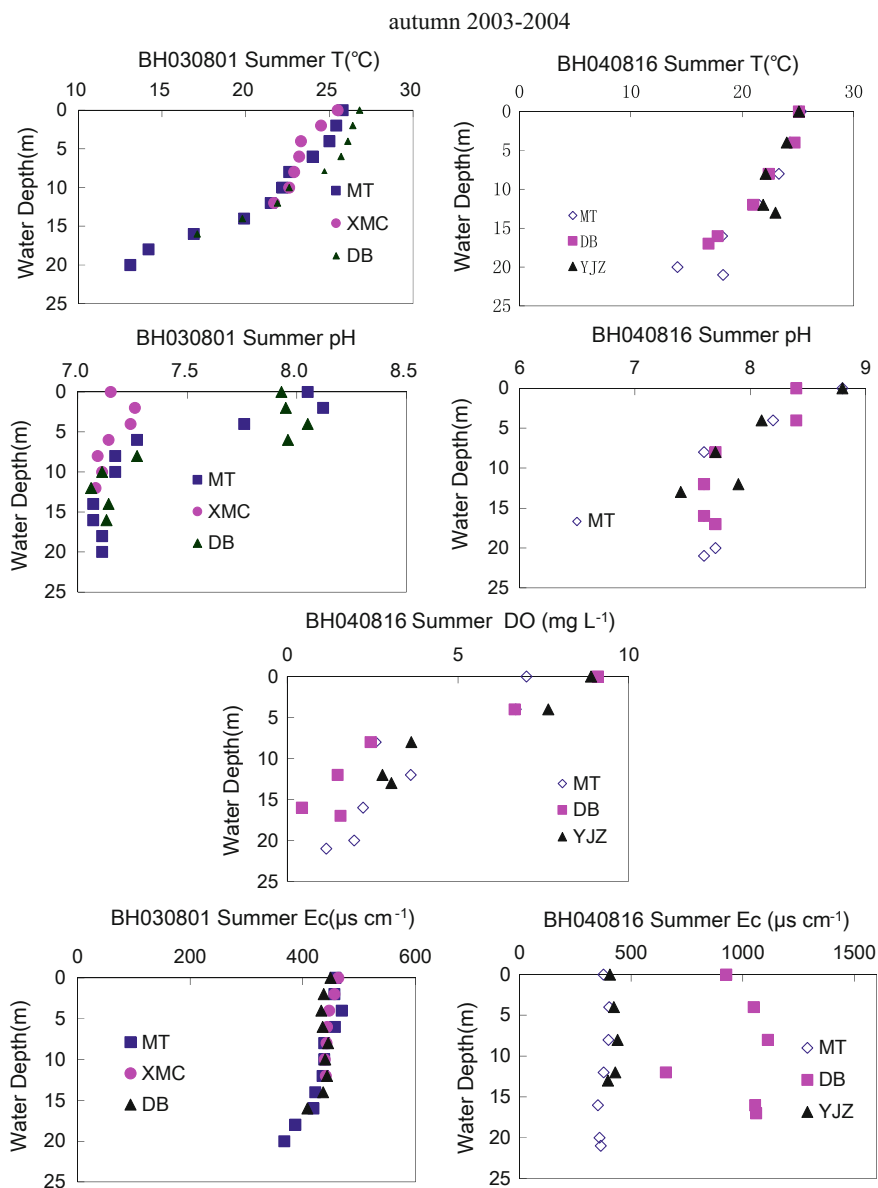 autumn 2003-2004
BH030801 Summer T(°C)
10 15 20 25 30
0
5
10
15
20
25
Water Depth(m)
MT
XMC
DB
BH040816 Summer T(°C)
0 10 20 30
0
5
10
15
20
25
Water Depth(m)
MT
DB
YJZ
BH030801 Summer pH
7.0 7.5 8.0 8.5
0
5
10
15
20
25
Water Depth(m)
MT
XMC
DB
BH040816 Summer pH
6 7 8 9
0
5
10
15
20
25
Water Depth(m)
MT
BH040816 Summer DO (mg L-1)
0 5 10
0
5
10
15
20
25
Water Depth(m)
MT
DB
YJZ
BH030801 Summer Ec(µs cm-1)
0 200 400 600
0
5
10
15
20
25
Water Depth(m)
MT
XMC
DB
BH040816 Summer Ec (µs cm-1)
0 500 1000 1500
0
5
10
15
20
25
Water Depth(m)
MT
DB
YJZ